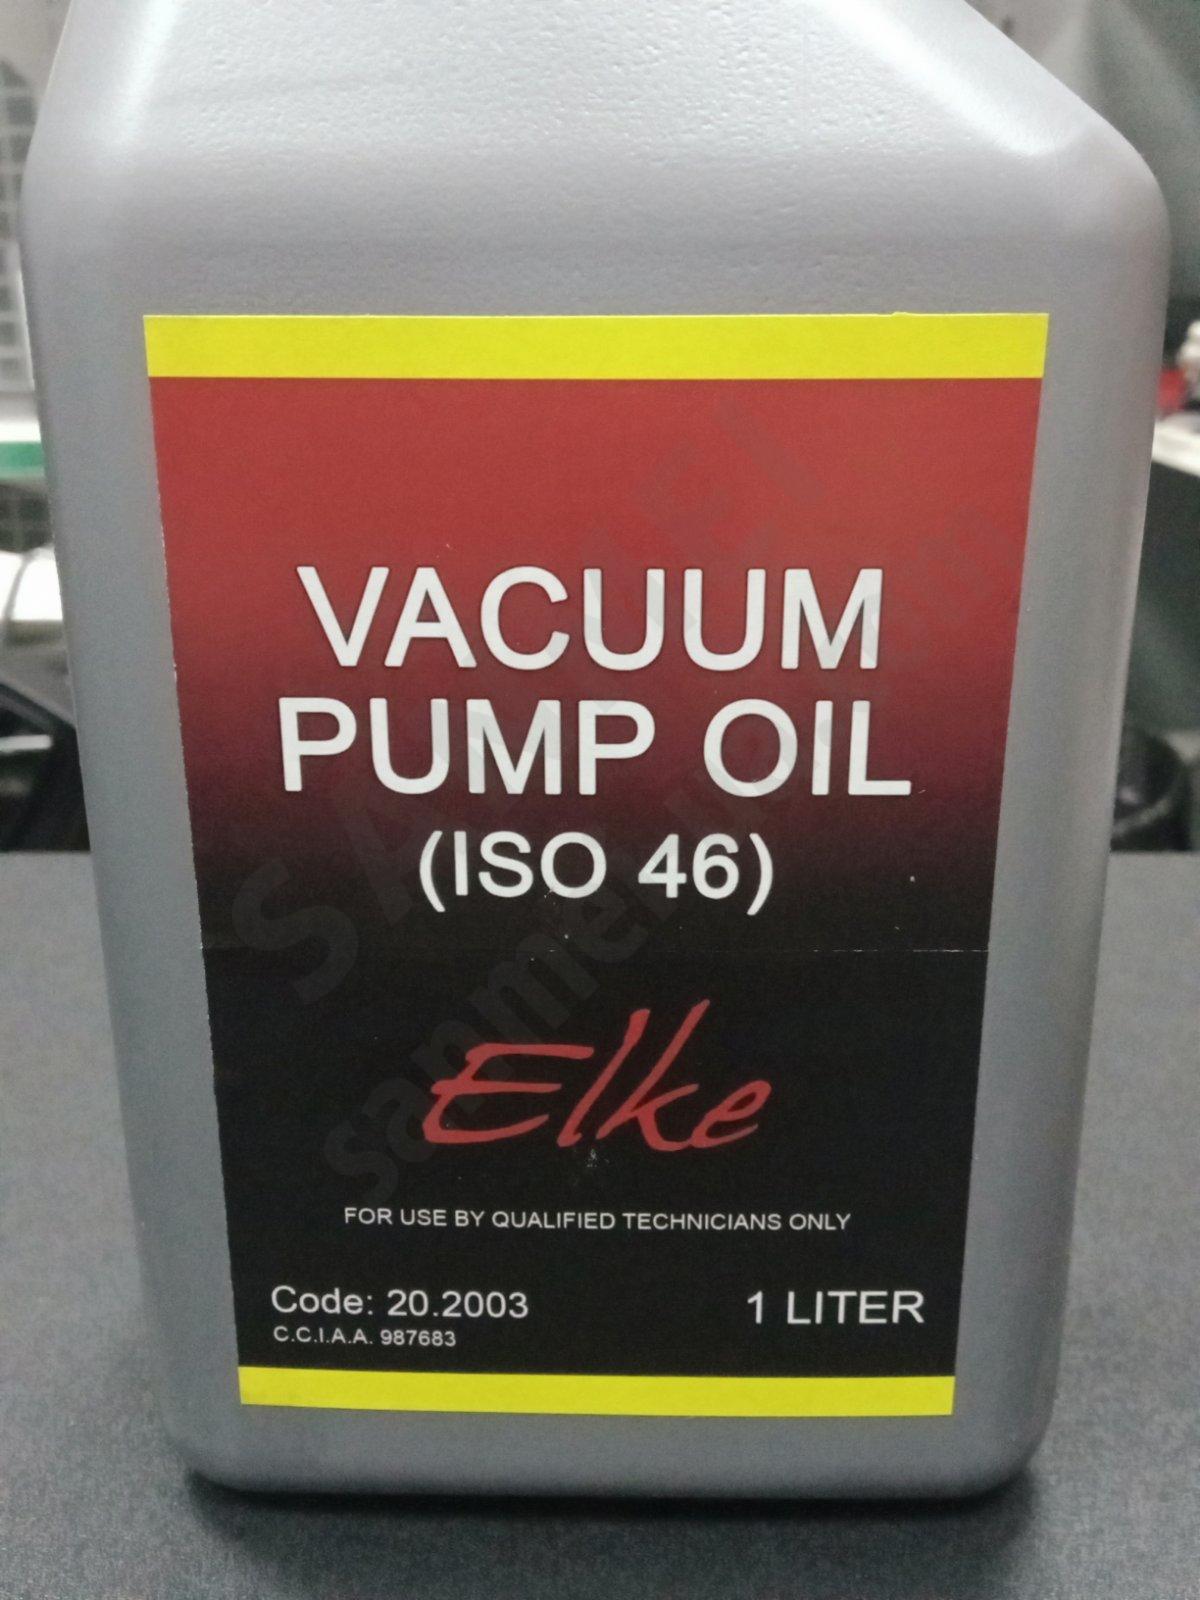 VACUUM
PUMP OIL
(ISO 46)
Elke
FOR USE BY QUALIFIED TECHNICIANS ONLY
Code: 20.2003
1 LITER
C.C.I.A.A. 987683